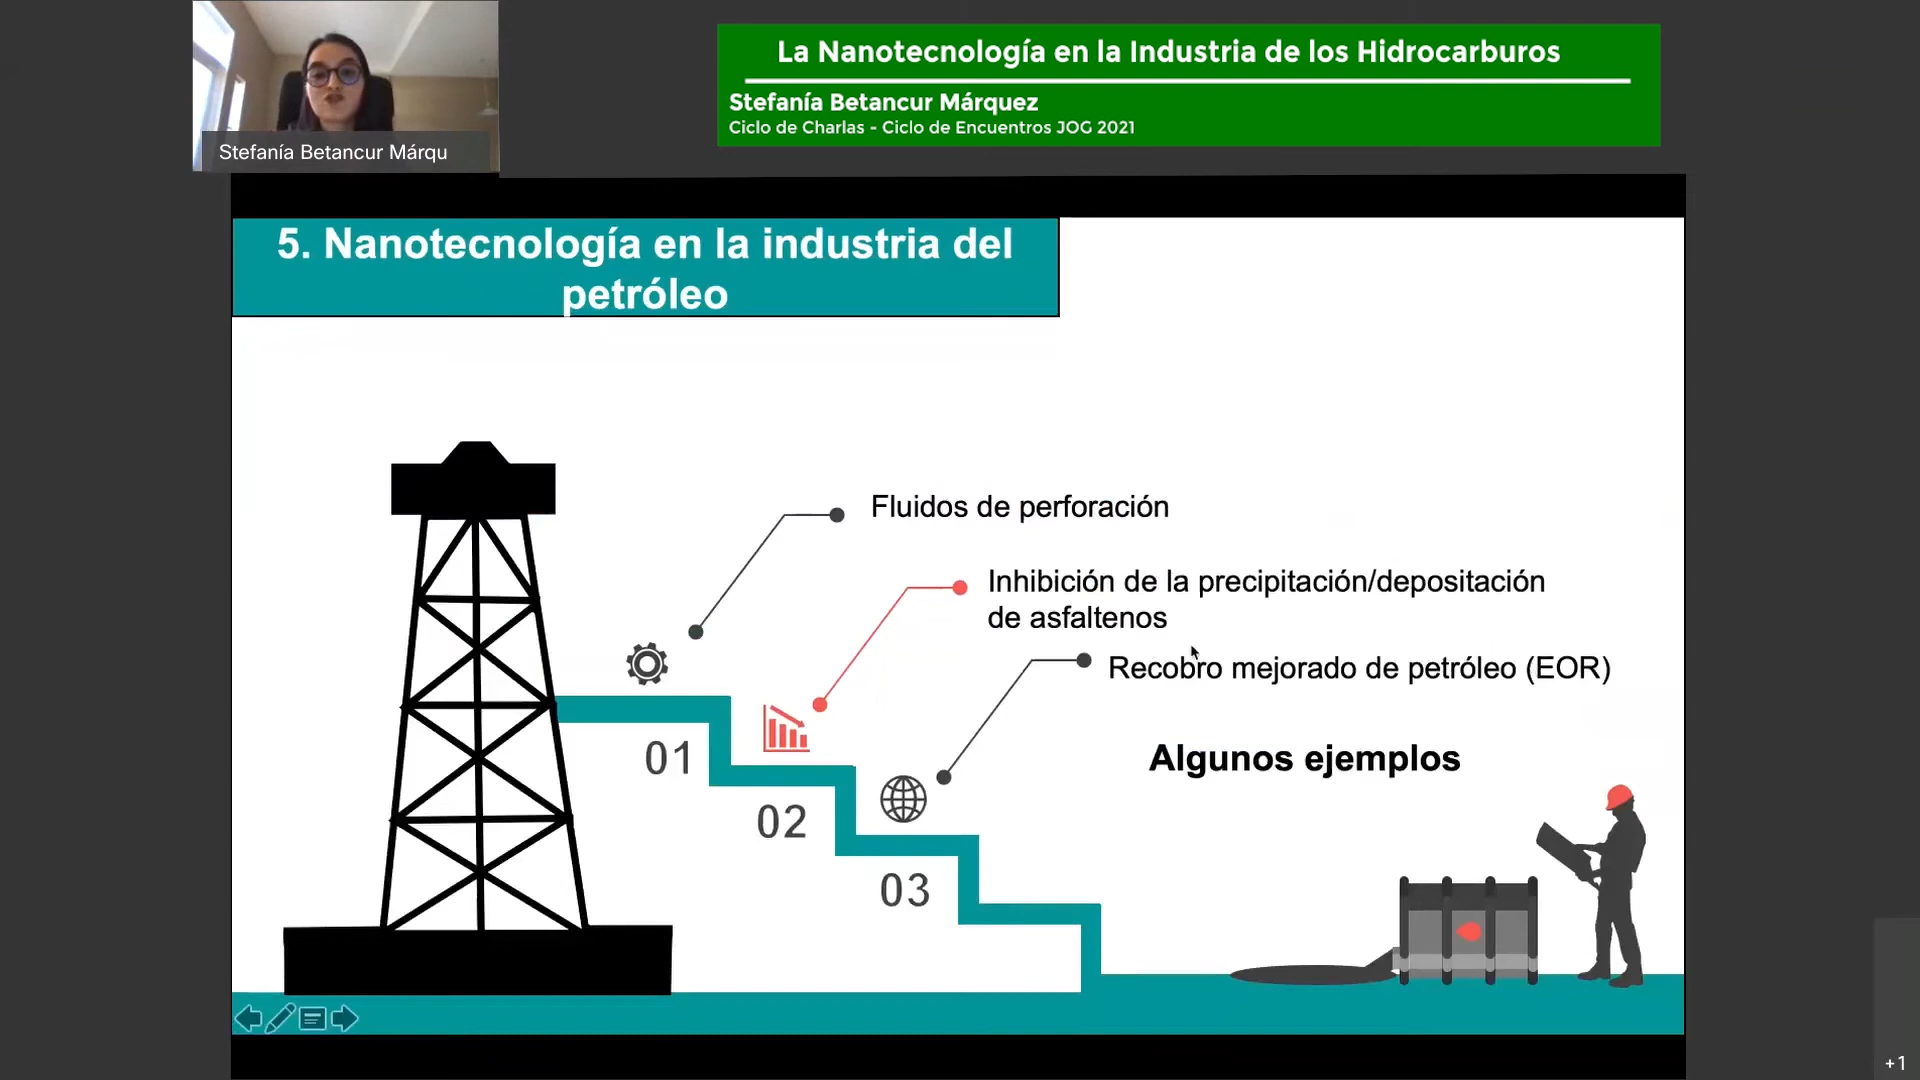 La Nanotecnología en la Industria de los Hidrocarburos
Stefanía Betancur Márquez
Ciclo de Charlas - Ciclo de Encuentros JOG 2021
Stefanía Betancur Márqu
5. Nanotecnología en la industria del
petróleo
Fluidos de perforación
Inhibición de la precipitación/depositación
de asfaltenos
Recobro mejorado de petróleo (EOR)
01
02
03
Algunos ejemplos
+1